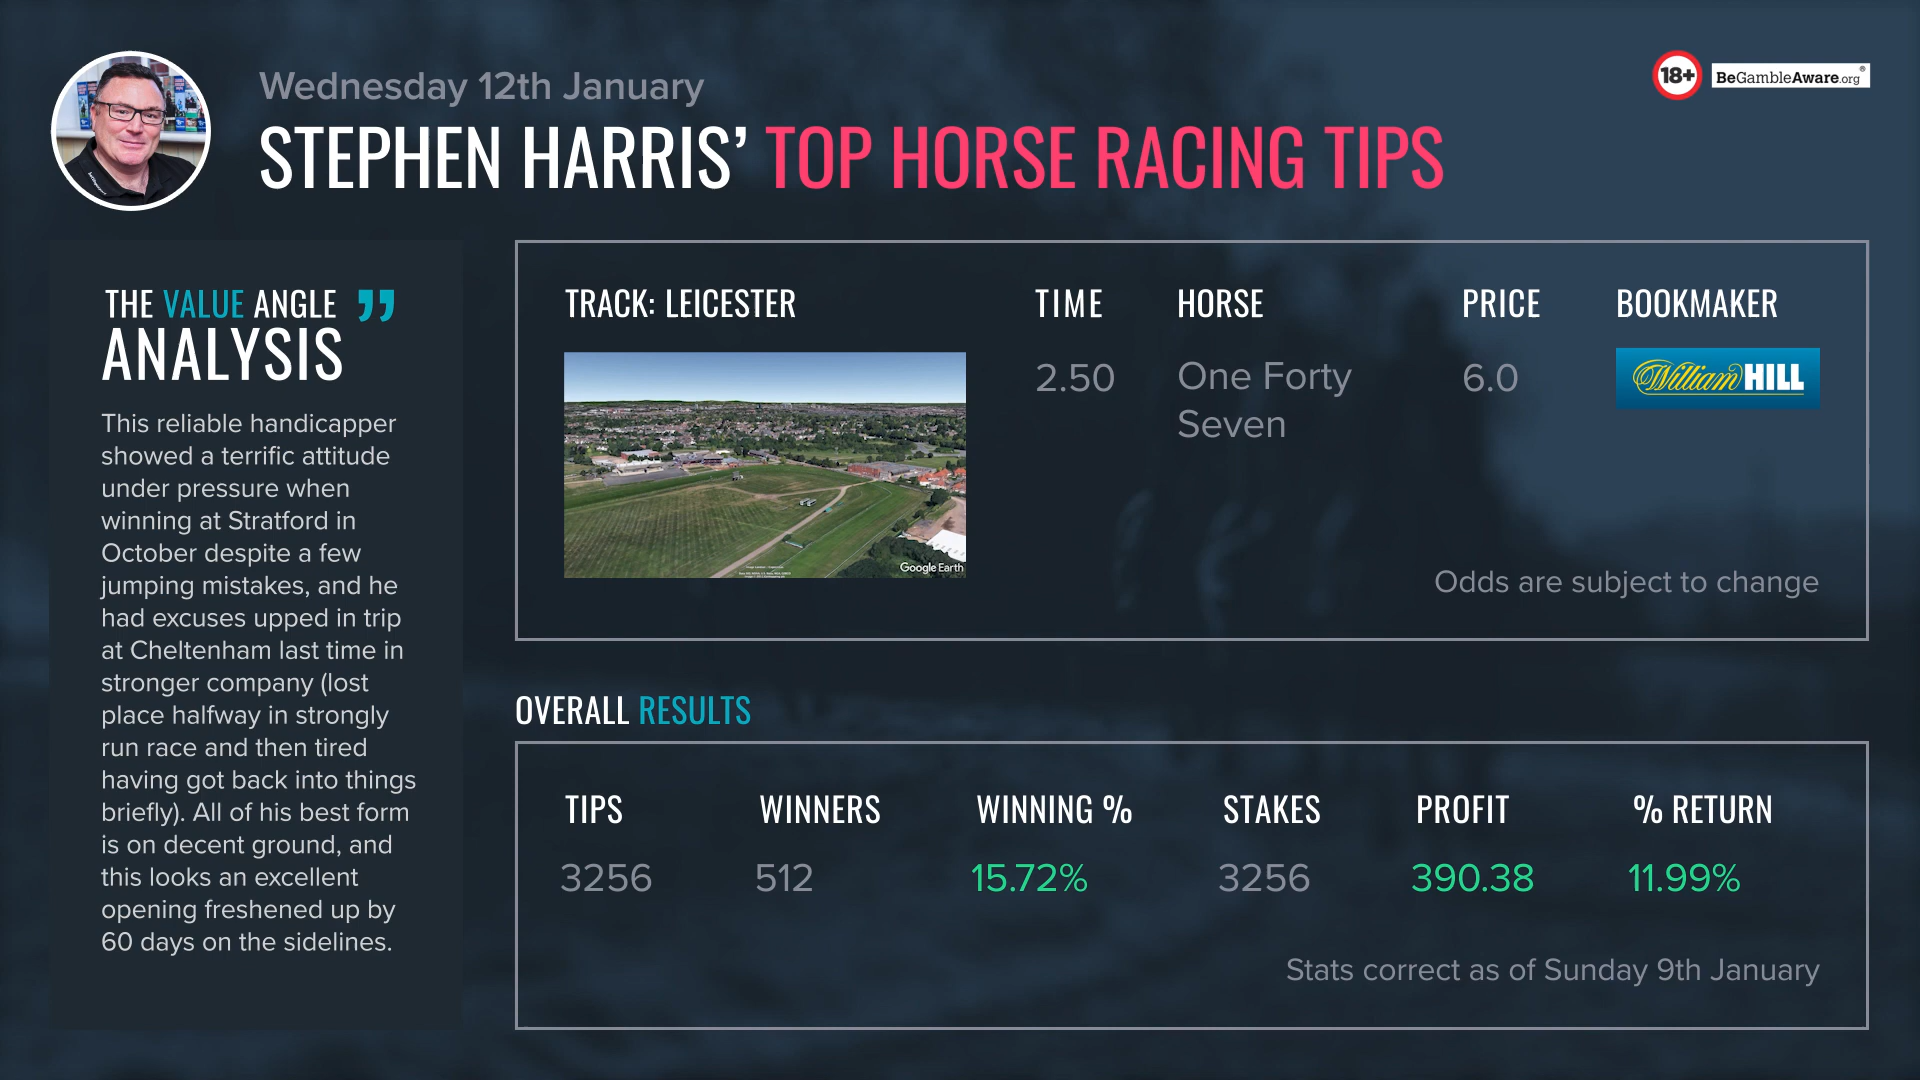 Wednesday 12th January
STEPHEN HARRIS’ TOP HORSE RACING TIPS
18+
BeGambleAware.org®
THE VALUE ANGLE ”
ANALYSIS
This reliable handicapper
showed a terrific attitude
under pressure when
winning at Stratford in
October despite a few
jumping mistakes, and he
had excuses upped in trip
at Cheltenham last time in
stronger company (lost
place halfway in strongly
run race and then tired
having got back into things
briefly). All of his best form
is on decent ground, and
this looks an excellent
opening freshened up by
60 days on the sidelines.
TRACK: LEICESTER
Google Earth
TIME HORSE PRICE BOOKMAKER
2.50 One Forty 6.0 William HILL
Seven
Odds are subject to change
OVERALL RESULTS
TIPS WINNERS WINNING % STAKES PROFIT % RETURN
3256 512 15.72% 3256 390.38 11.99%
Stats correct as of Sunday 9th January